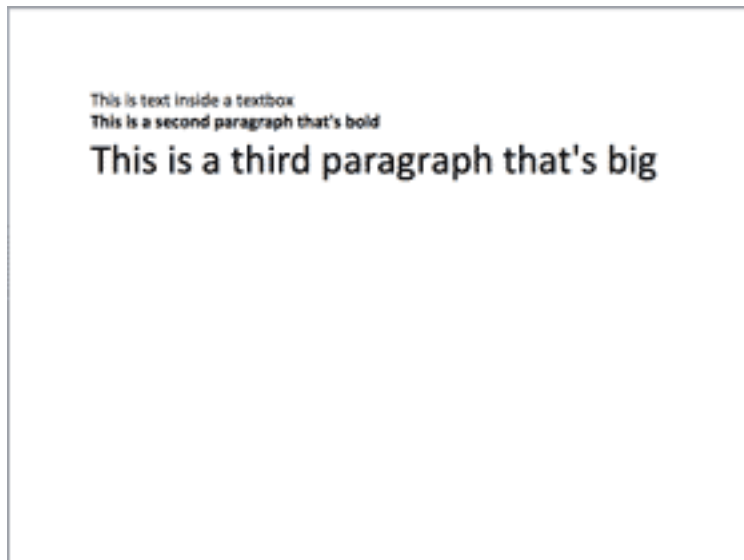 This is text inside a textbox
This is a second paragraph that's bold
This is a third paragraph that's big